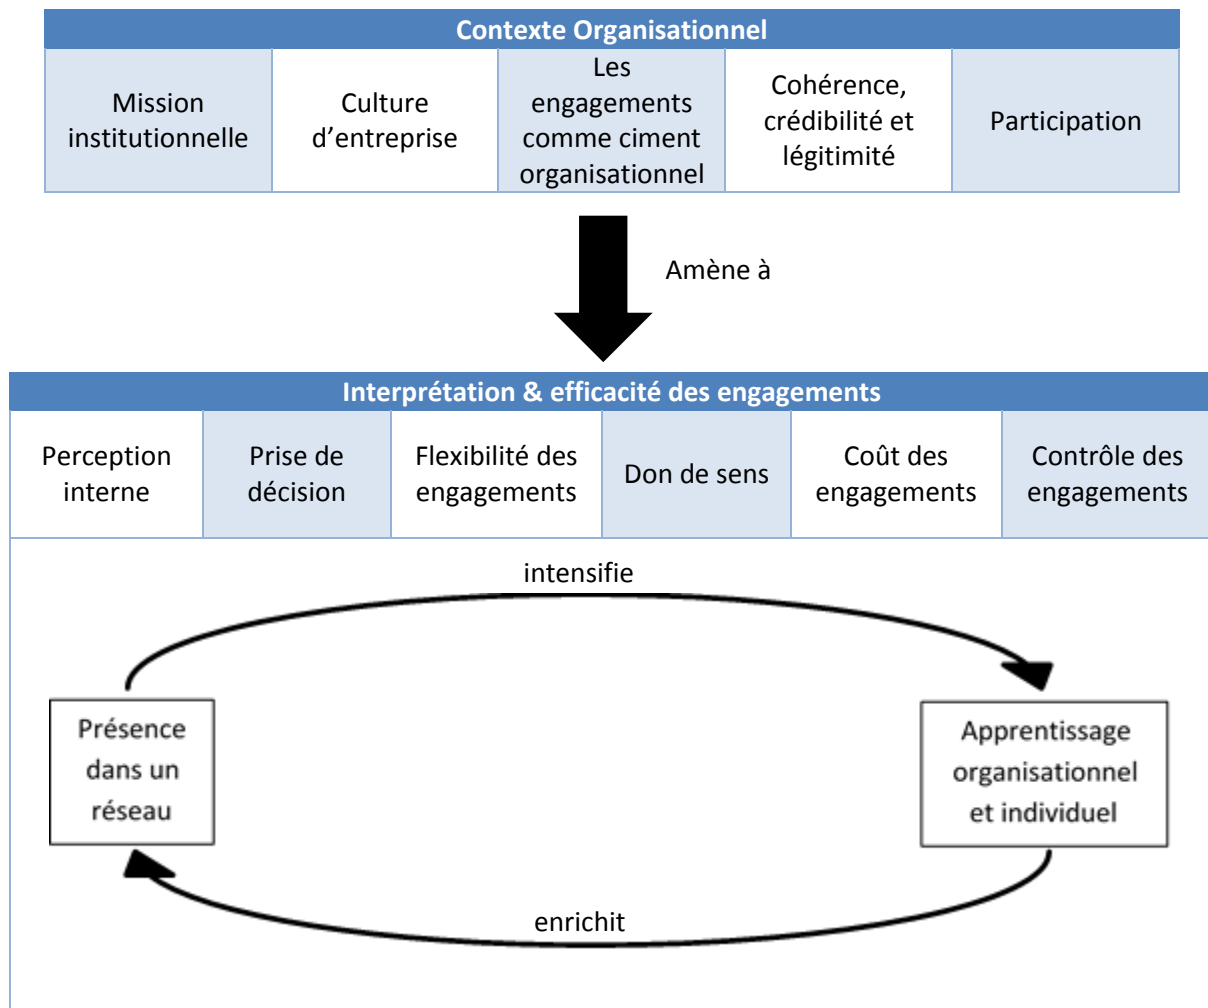 Contexte Organisationnel
Mission
institutionnelle
Culture
d’entreprise
Les
engagements
comme ciment
organisationnel
Cohérence,
crédibilité et
légitimité
Participation
Amène à
Interprétation & efficacité des engagements
Perception
interne
Prise de
décision
Flexibilité des
engagements
Don de sens
Coût des
engagements
Contrôle des
engagements
intensifie
Présence
dans un
réseau
Apprentissage
organisationnel
et individuel
enrichit